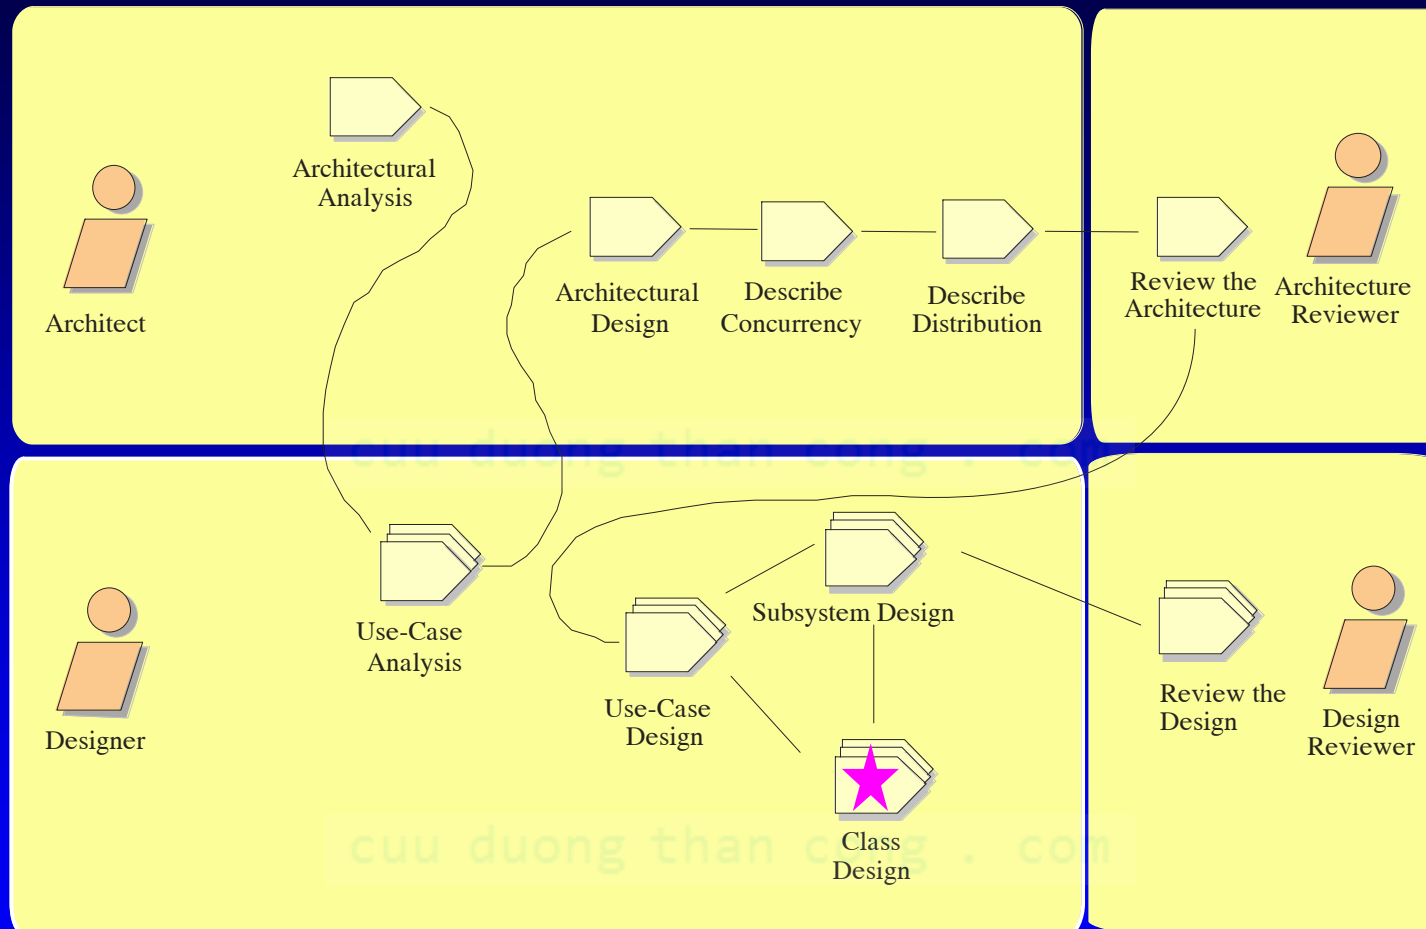 Architectural
Analysis
Architect
Architectural
Design
Describe
Concurrency
Describe
Distribution
Review the
Architecture
Architecture
Reviewer
cuu duong than cong . com
Designer
Use-Case
Analysis
Use-Case
Design
Subsystem Design
Class
Design
Review the
Design
Design
Reviewer
cuu duong than cong . com